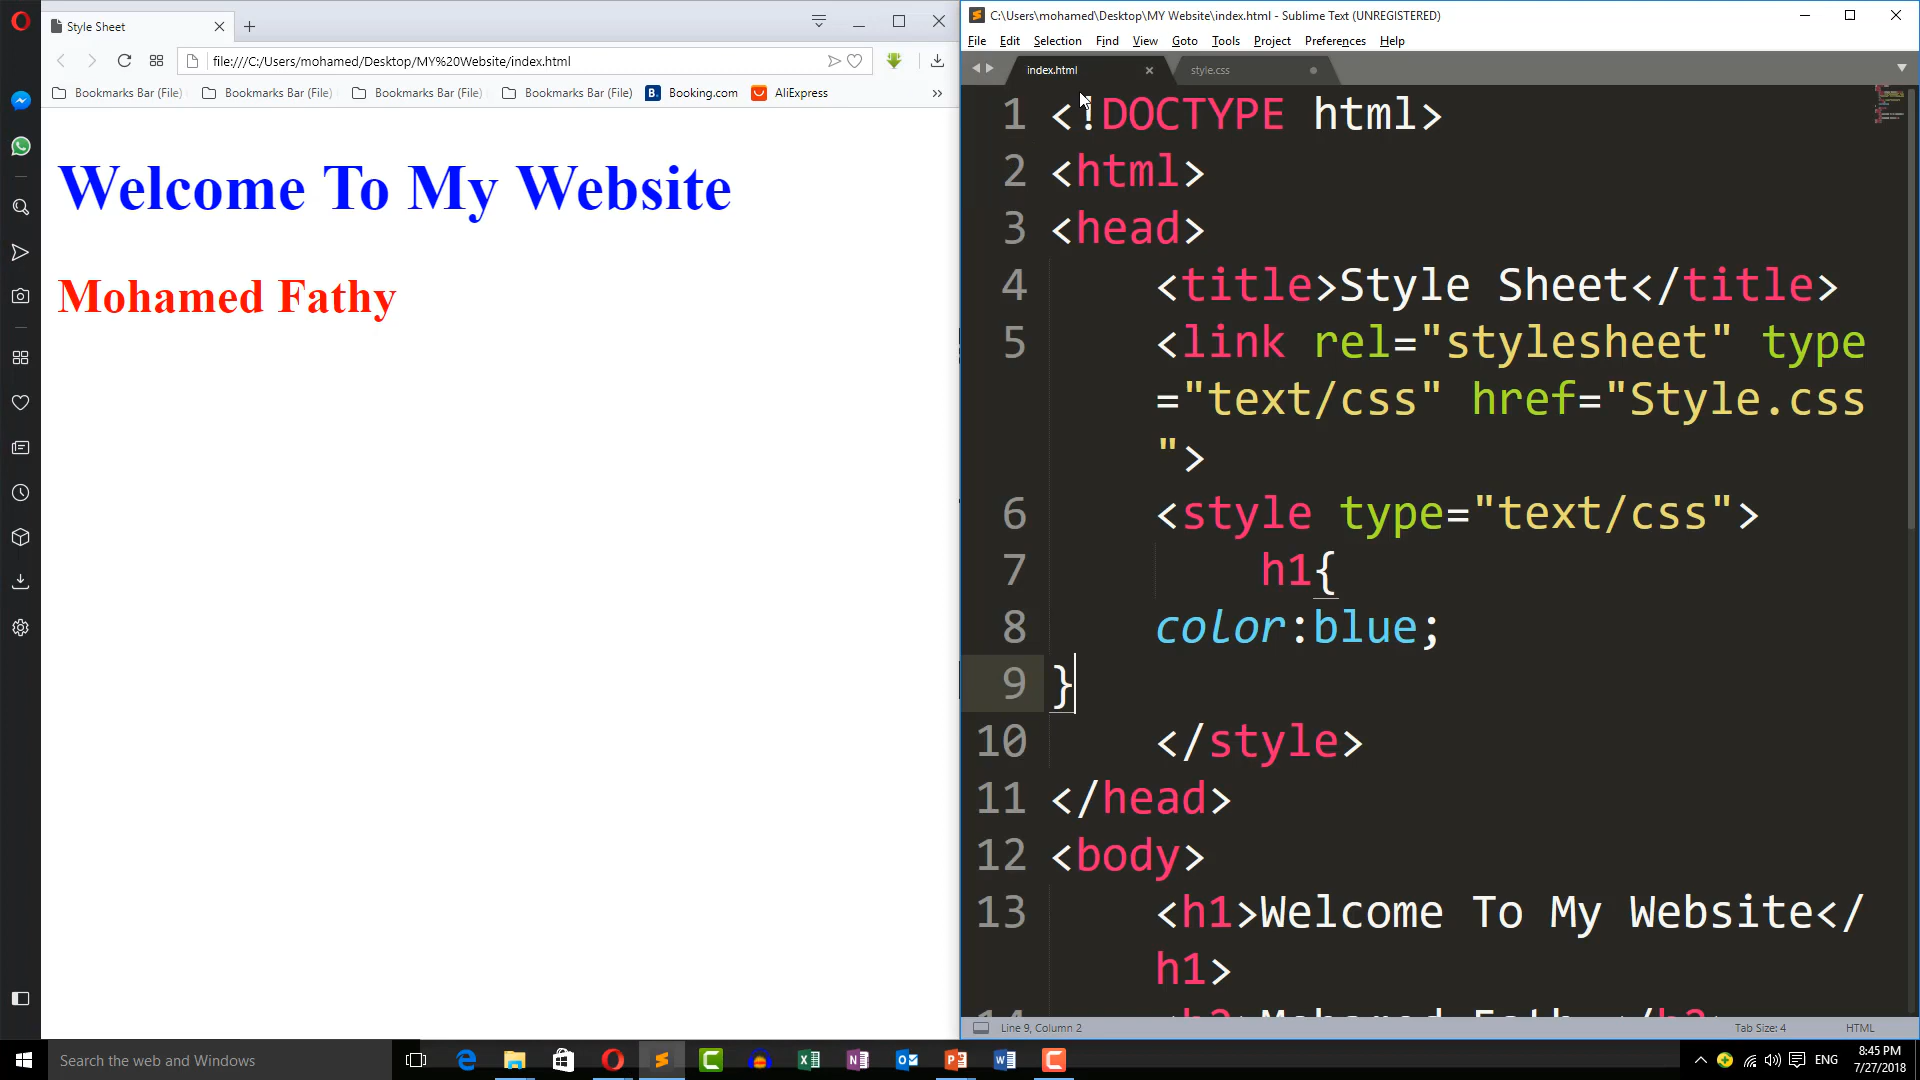 Style Sheet
file:///C:/Users/mohamed/Desktop/MY%20Website/index.html
Bookmarks Bar (File)
Bookmarks Bar (File)
Bookmarks Bar (File)
Bookmarks Bar (File)
B. Booking.com
AliExpress
Welcome To My Website
Mohamed Fathy
C:\Users\mohamed\Desktop\MY Website\index.html - Sublime Text (UNREGISTERED)
File Edit Selection Find View Goto Tools Project Preferences Help
index.html
style.css
1 <!DOCTYPE html>
2 <html>
3 <head>
4 <title>Style Sheet</title>
5 <link rel="stylesheet" type
="text/css" href="Style.css
">
6 <style type="text/css">
7 h1{
8 color:blue;
9 }
10 </style>
11 </head>
12 <body>
13 <h1>Welcome To My Website</
h1>
Line 9, Column 2
Tab Size: 4
HTML
Search the web and Windows
ENG
8:45 PM
7/27/2018